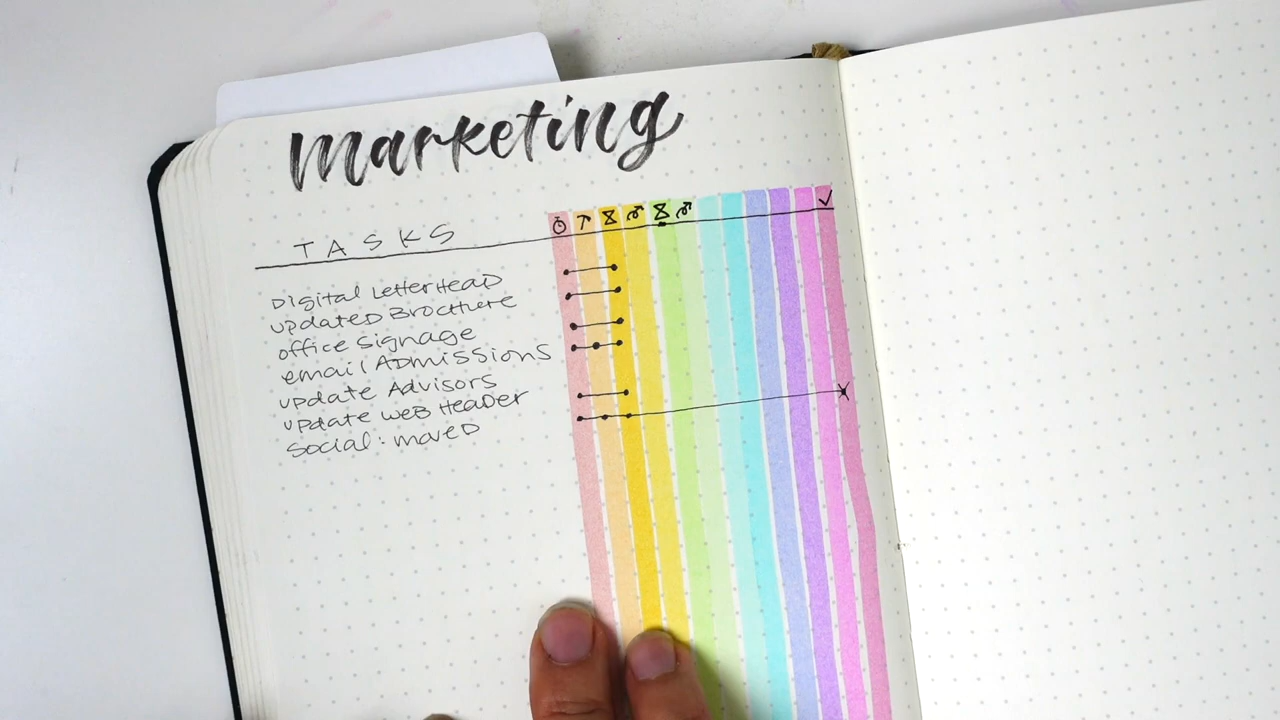 marketing
TASKS
Digital LetterHead
updated Brochure
office signage
email Admissions
update Advisors
update web Header
social: moved